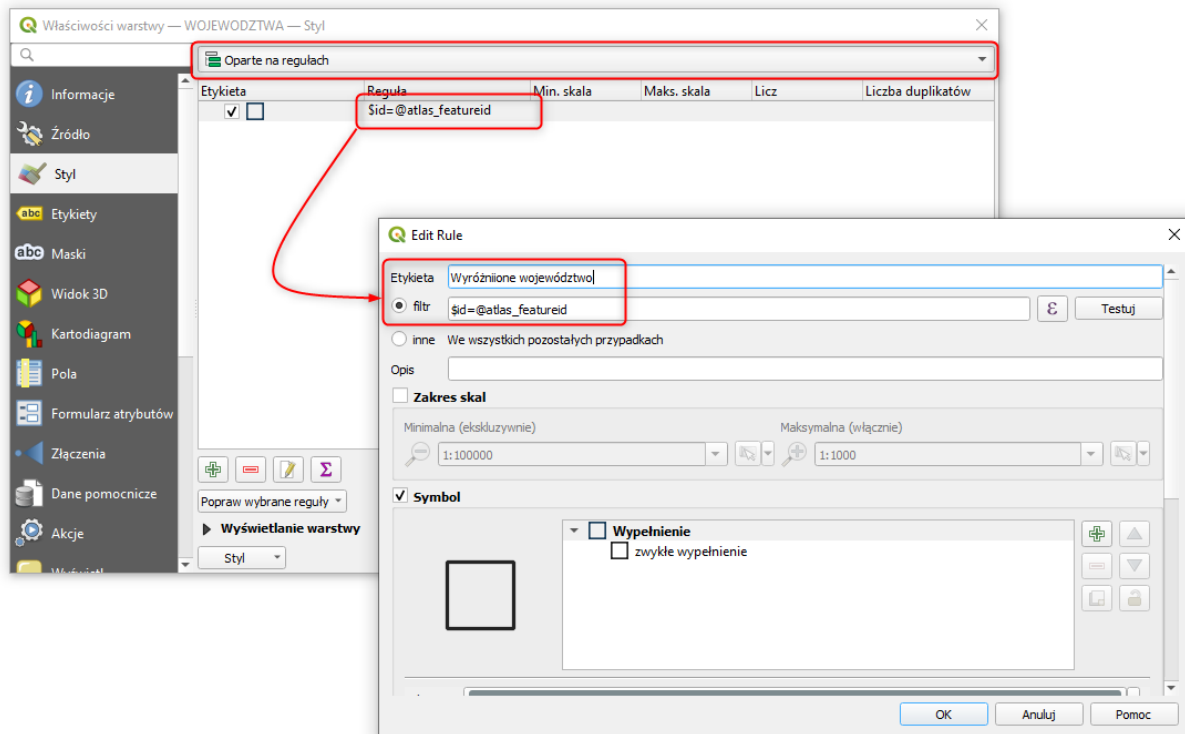 Właściwości warstwy — WOJEWODZTWA — Styl
Oparte na regułach
Informacje
Źródło
Styl
Etykiety
Maski
Widok 3D
Kartodiagram
Pola
Formularz atrybutów
Złączenia
Dane pomocnicze
Akcje
Etykieta Reguła Min. skala Maks. skala Licz Liczba duplikatów
$id=@atlas_featureid
Popraw wybrane reguły
Wyświetlanie warstwy
Styl
Edit Rule
Etykieta Wyróżniione województwo
filtr $id=@atlas_featureid ε Testuj
inne We wszystkich pozostałych przypadkach
Opis
Zakres skal
Minimalna (ekskluzywnie) Maksymalna (włącznie)
1:100000 1:1000
Symbol
Wypełnienie
zwykłe wypełnienie
OK Anuluj Pomoc